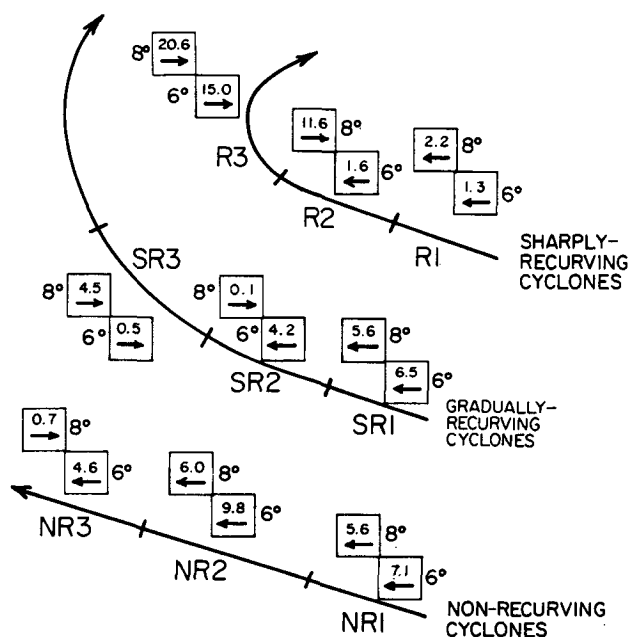 20.6
8°
6° 15.0
11.6 8°
2.2 8°
R3
1.6 6°
1.3 6°
R2
R1
SHARPLY-
RECURVING
CYCLONES
SR3
8° 4.5
8° 0.1
0.5
6°
6° 4.2
5.6 8°
6.5 6°
SR2
SR1
GRADUALLY-
RECURVING
CYCLONES
0.7 8°
4.6 6°
6.0 8°
9.8 6°
5.6 8°
7.1 6°
NR3
NR2
NR1
NON-RECURVING
CYCLONES